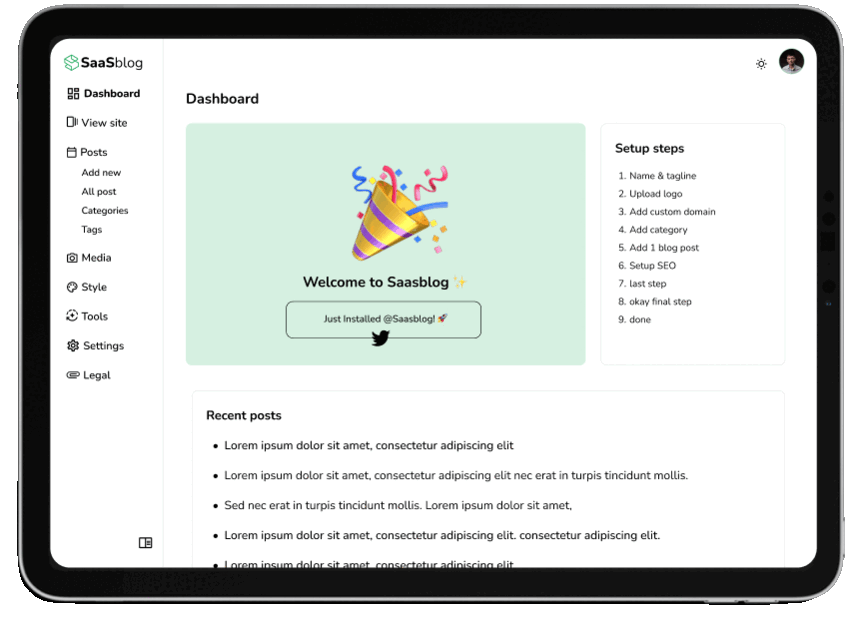 SaaSblog
Dashboard
View site
Posts
Add new
All post
Categories
Tags
Media
Style
Tools
Settings
Legal
Dashboard
Welcome to Saasblog ✨
Just Installed @Saasblog! 🚀
Setup steps
1. Name & tagline
2. Upload logo
3. Add custom domain
4. Add category
5. Add 1 blog post
6. Setup SEO
7. last step
8. okay final step
9. done
Recent posts
• Lorem ipsum dolor sit amet, consectetur adipiscing elit
• Lorem ipsum dolor sit amet, consectetur adipiscing elit nec erat in turpis tincidunt mollis.
• Sed nec erat in turpis tincidunt mollis. Lorem ipsum dolor sit amet,
• Lorem ipsum dolor sit amet, consectetur adipiscing elit. consectetur adipiscing elit.
• Lorem ipsum dolor sit amet, consectetur adipiscing elit